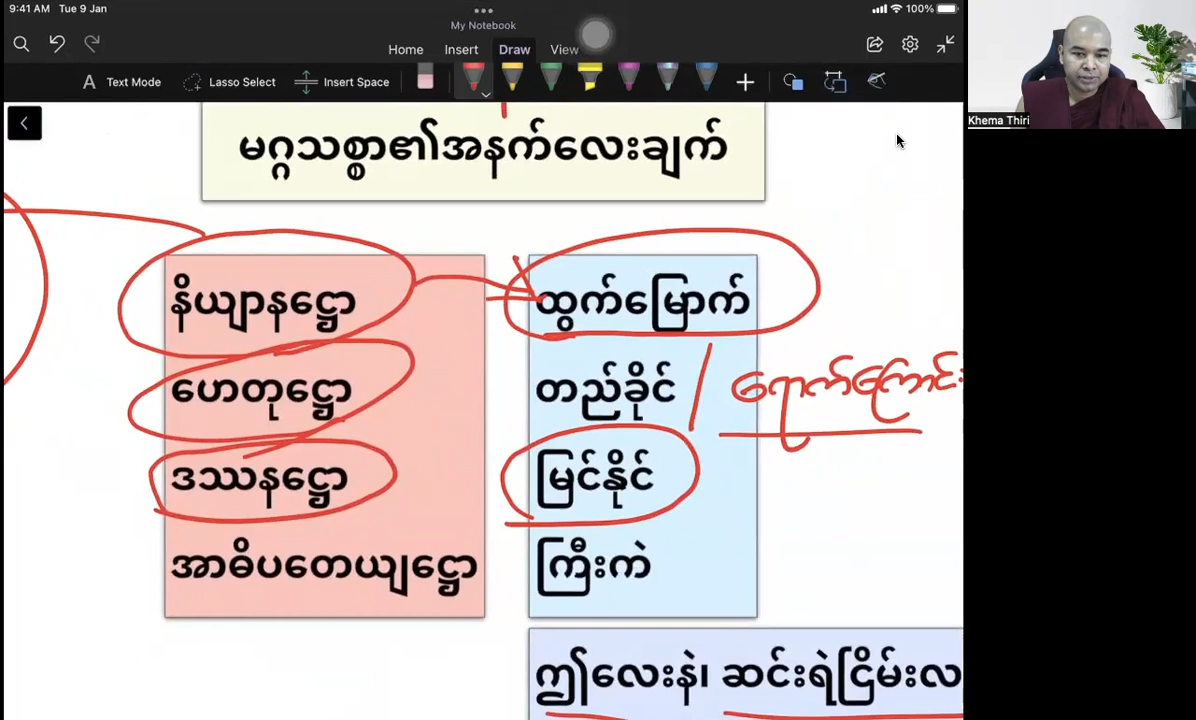 9:41 AM Tue 9 Jan
100%
My Notebook
Home Insert Draw View
Text Mode Lasso Select Insert Space
Khema Thiri
မဂ္ဂသစ္စာ၏အနက်လေးချက်
နိယျာနဋ္ဌော ထွက်မြောက်
ဟေတုဋ္ဌော တည်ခိုင် / ရောက်ကြောင်း
ဒဿနဋ္ဌော မြင်နိုင်
အာဓိပတေယျဋ္ဌော ကြီးကဲ
ဤလေးနဲ၊ ဆင်းရဲငြိမ်းလ